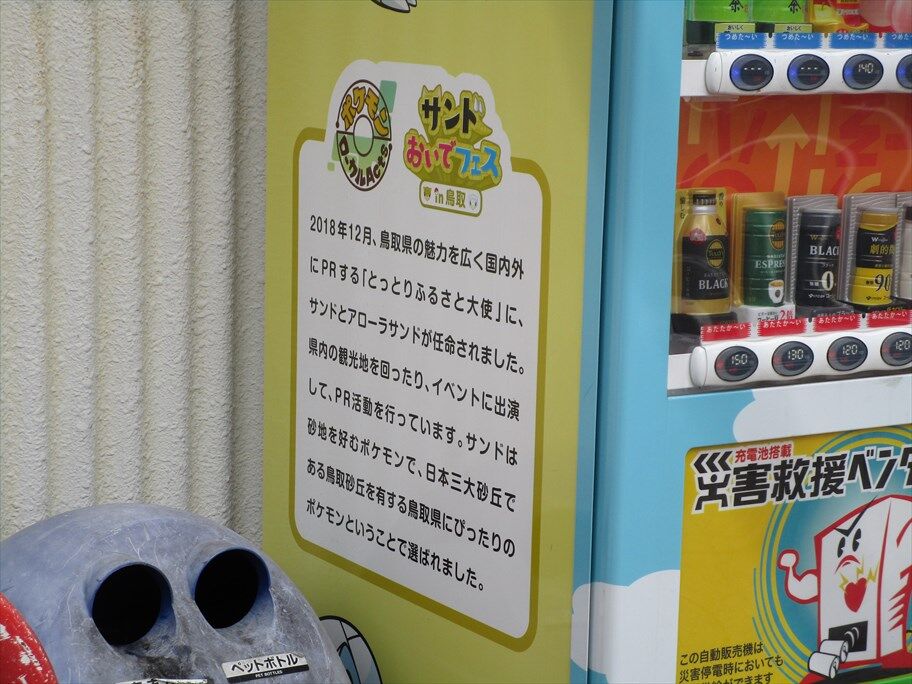 ポケモン
ローカルActs
サンド
おいでフェス
in鳥取
2018年12月、鳥取県の魅力を広く国内外
にPRする「とっとりふるさと大使」に、
サンドとアローラサンドが任命されました。
県内の観光地を回ったり、イベントに出演
して、PR活動を行っています。サンドは
砂地を好むポケモンで、日本三大砂丘で
ある鳥取砂丘を有する鳥取県にぴったりの
ポケモンということで選ばれました。
つめた〜い
つめた〜い
つめた〜い
140
BLACK
ESPRE
BLAC
0
劇的
90
あたたか〜い
あたたか〜い
あたたか〜い
あたたか〜い
150
130
120
120
充電池搭載
災害救援ベンダ
この自動販売機は
災害停電時においても
ペットボトル
PET BOTTLES